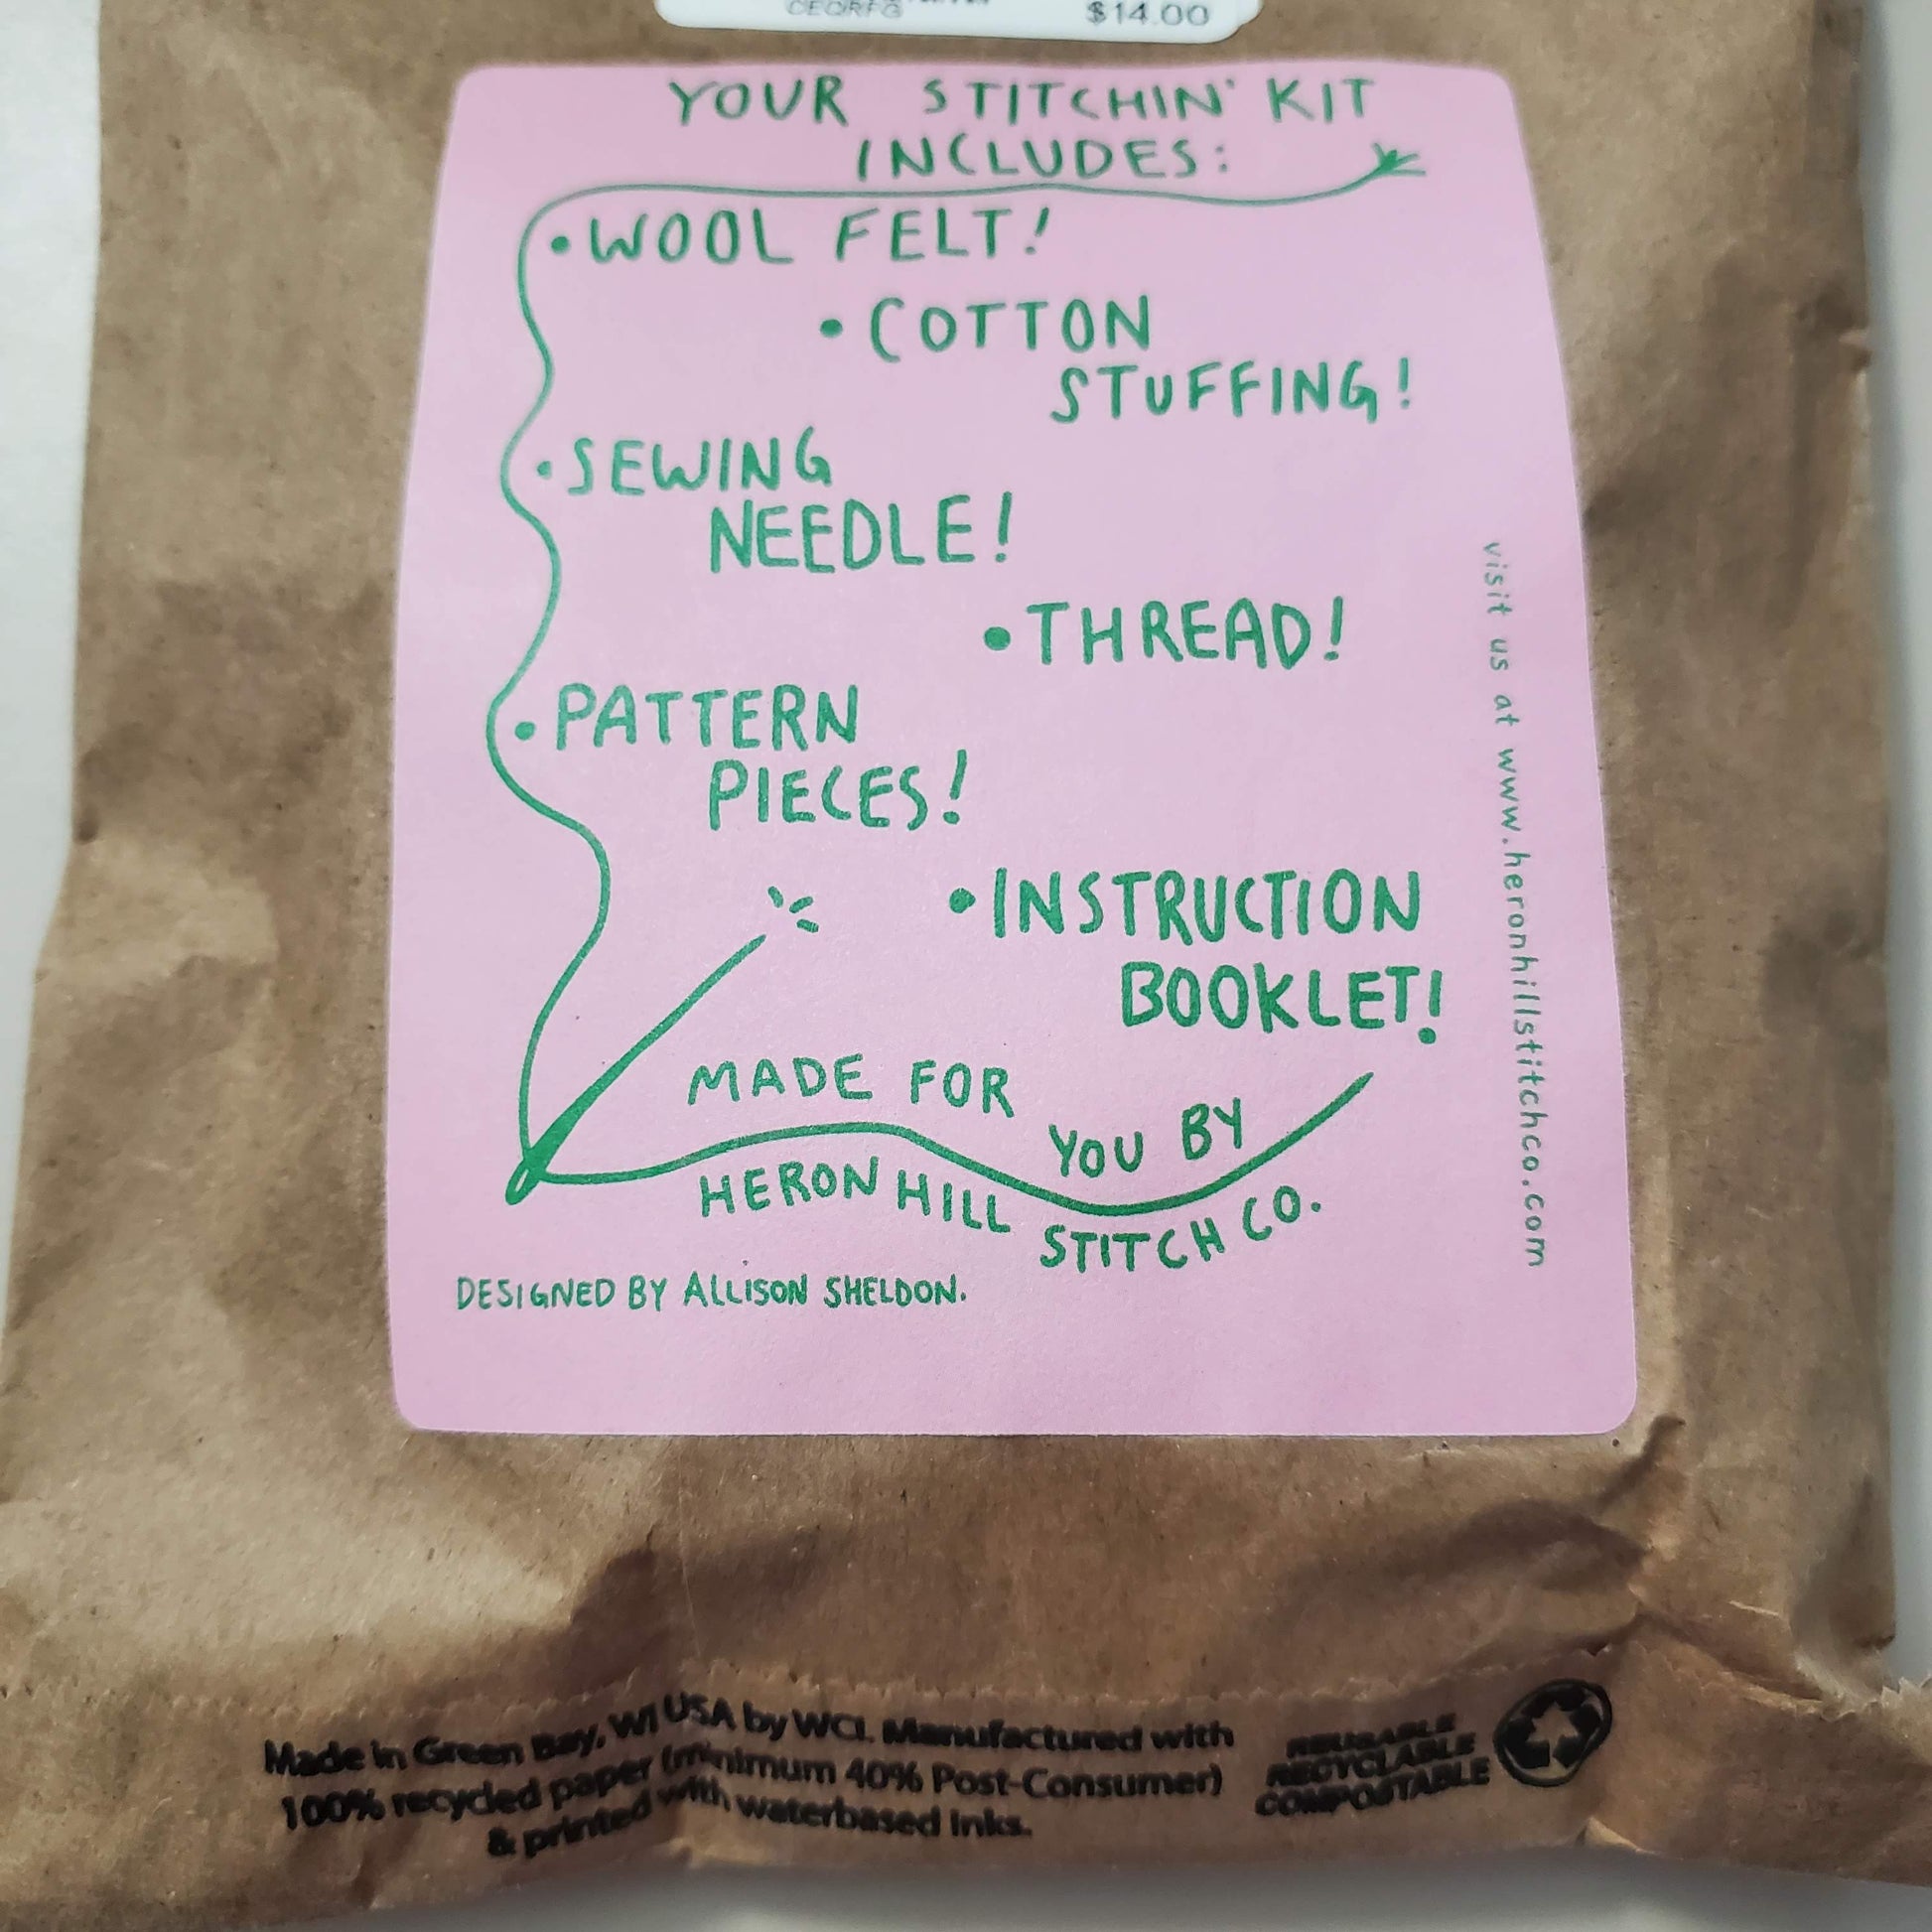 $14.00
YOUR STITCHIN' KIT
INCLUDES:
• WOOL FELT!
• COTTON
STUFFING!
• SEWING
NEEDLE!
• THREAD!
• PATTERN
PIECES!
• INSTRUCTION
BOOKLET!
MADE FOR YOU BY
HERON HILL STITCH CO.
DESIGNED BY ALLISON SHELDON.
visit us at www.heronhillstitchco.com
Made in Green Bay, WI USA by WCI. Manufactured with
100% recycled paper (minimum 40% Post-Consumer)
& printed with waterbased inks.
REUSABLE
RECYCLABLE
COMPOSTABLE